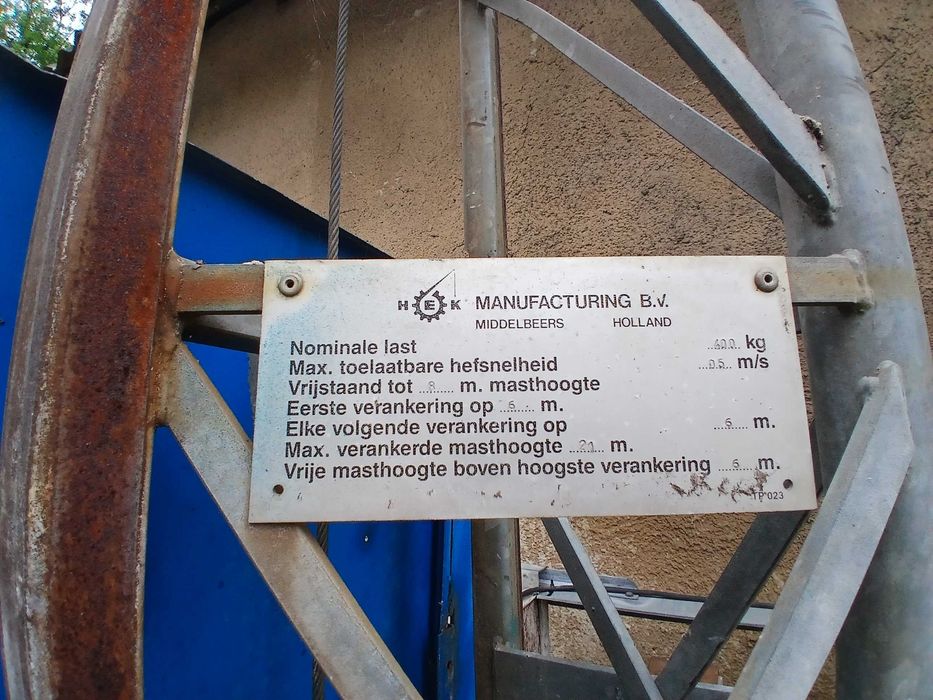 HEK MANUFACTURING B.V.
MIDDELBEERS HOLLAND
Nominale last 400 kg
Max. toelaatbare hefsnelheid 0.5 m/s
Vrijstaand tot 8 m. masthoogte
Eerste verankering op 6 m.
Elke volgende verankering op 6 m.
Max. verankerde masthoogte 21 m.
Vrije masthoogte boven hoogste verankering 6 m.
TP 023